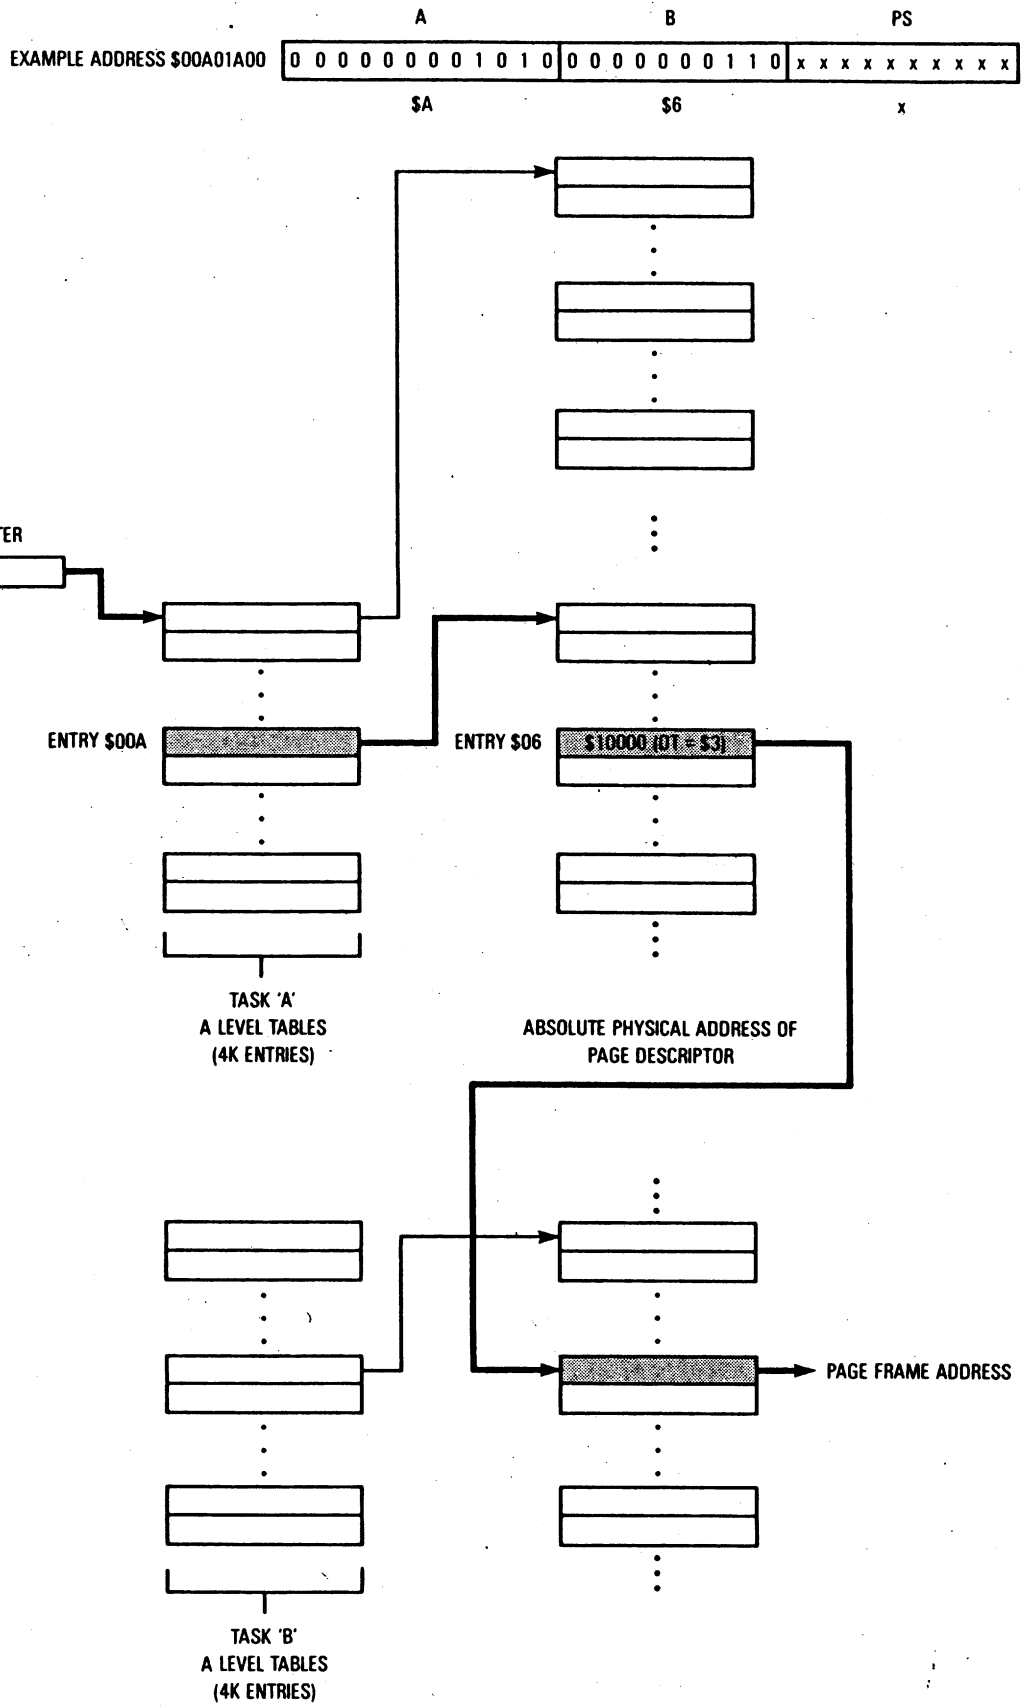 A B PS
EXAMPLE ADDRESS $00A01A00 0 0 0 0 0 0 0 0 1 0 1 0 0 0 0 0 0 0 0 1 1 0 x x x x x x x x x x
$A $6 x
TER
ENTRY $00A ENTRY $06 $10000 (DT = $3)
TASK 'A'
A LEVEL TABLES
(4K ENTRIES)
ABSOLUTE PHYSICAL ADDRESS OF
PAGE DESCRIPTOR
PAGE FRAME ADDRESS
TASK 'B'
A LEVEL TABLES
(4K ENTRIES)